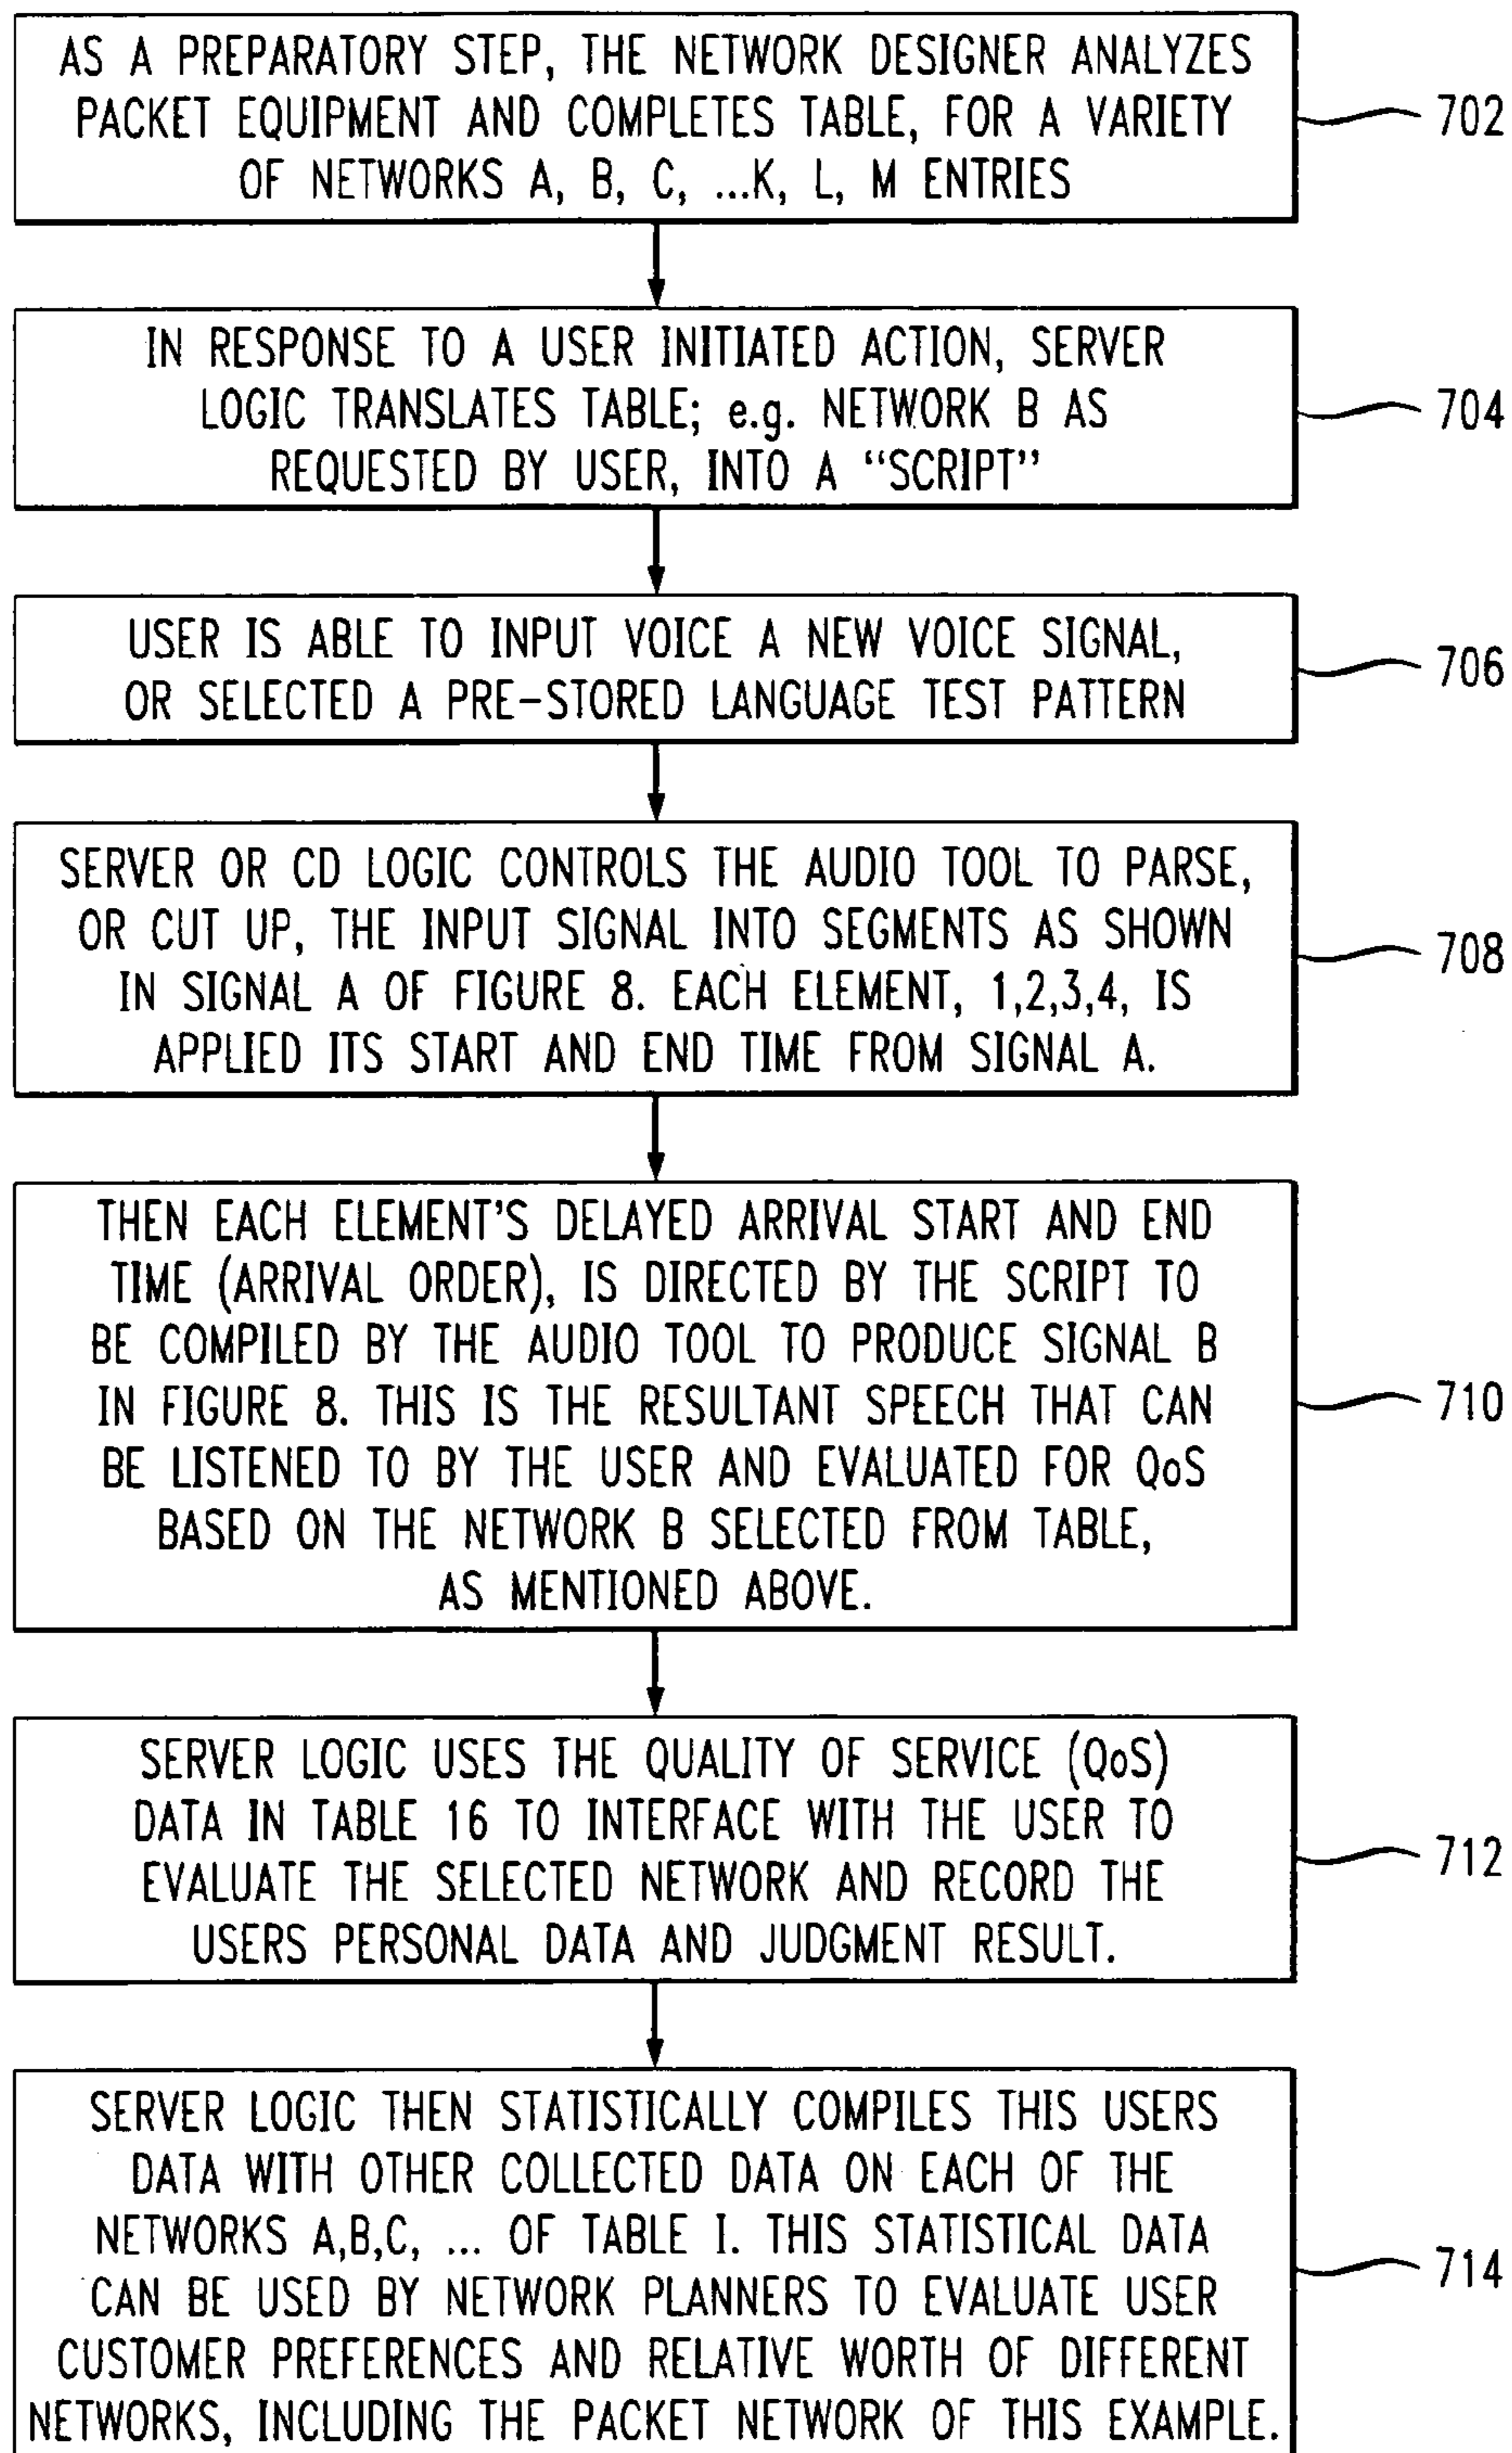 AS A PREPARATORY STEP, THE NETWORK DESIGNER ANALYZES
PACKET EQUIPMENT AND COMPLETES TABLE, FOR A VARIETY
OF NETWORKS A, B, C, ...K, L, M ENTRIES
702
IN RESPONSE TO A USER INITIATED ACTION, SERVER
LOGIC TRANSLATES TABLE; e.g. NETWORK B AS
REQUESTED BY USER, INTO A “SCRIPT”
704
USER IS ABLE TO INPUT VOICE A NEW VOICE SIGNAL,
OR SELECTED A PRE-STORED LANGUAGE TEST PATTERN
706
SERVER OR CD LOGIC CONTROLS THE AUDIO TOOL TO PARSE,
OR CUT UP, THE INPUT SIGNAL INTO SEGMENTS AS SHOWN
IN SIGNAL A OF FIGURE 8. EACH ELEMENT, 1,2,3,4, IS
APPLIED ITS START AND END TIME FROM SIGNAL A.
708
THEN EACH ELEMENT'S DELAYED ARRIVAL START AND END
TIME (ARRIVAL ORDER), IS DIRECTED BY THE SCRIPT TO
BE COMPILED BY THE AUDIO TOOL TO PRODUCE SIGNAL B
IN FIGURE 8. THIS IS THE RESULTANT SPEECH THAT CAN
BE LISTENED TO BY THE USER AND EVALUATED FOR QoS
BASED ON THE NETWORK B SELECTED FROM TABLE,
AS MENTIONED ABOVE.
710
SERVER LOGIC USES THE QUALITY OF SERVICE (QoS)
DATA IN TABLE 16 TO INTERFACE WITH THE USER TO
EVALUATE THE SELECTED NETWORK AND RECORD THE
USERS PERSONAL DATA AND JUDGMENT RESULT.
712
SERVER LOGIC THEN STATISTICALLY COMPILES THIS USERS
DATA WITH OTHER COLLECTED DATA ON EACH OF THE
NETWORKS A,B,C, ... OF TABLE I. THIS STATISTICAL DATA
CAN BE USED BY NETWORK PLANNERS TO EVALUATE USER
CUSTOMER PREFERENCES AND RELATIVE WORTH OF DIFFERENT
NETWORKS, INCLUDING THE PACKET NETWORK OF THIS EXAMPLE.
714